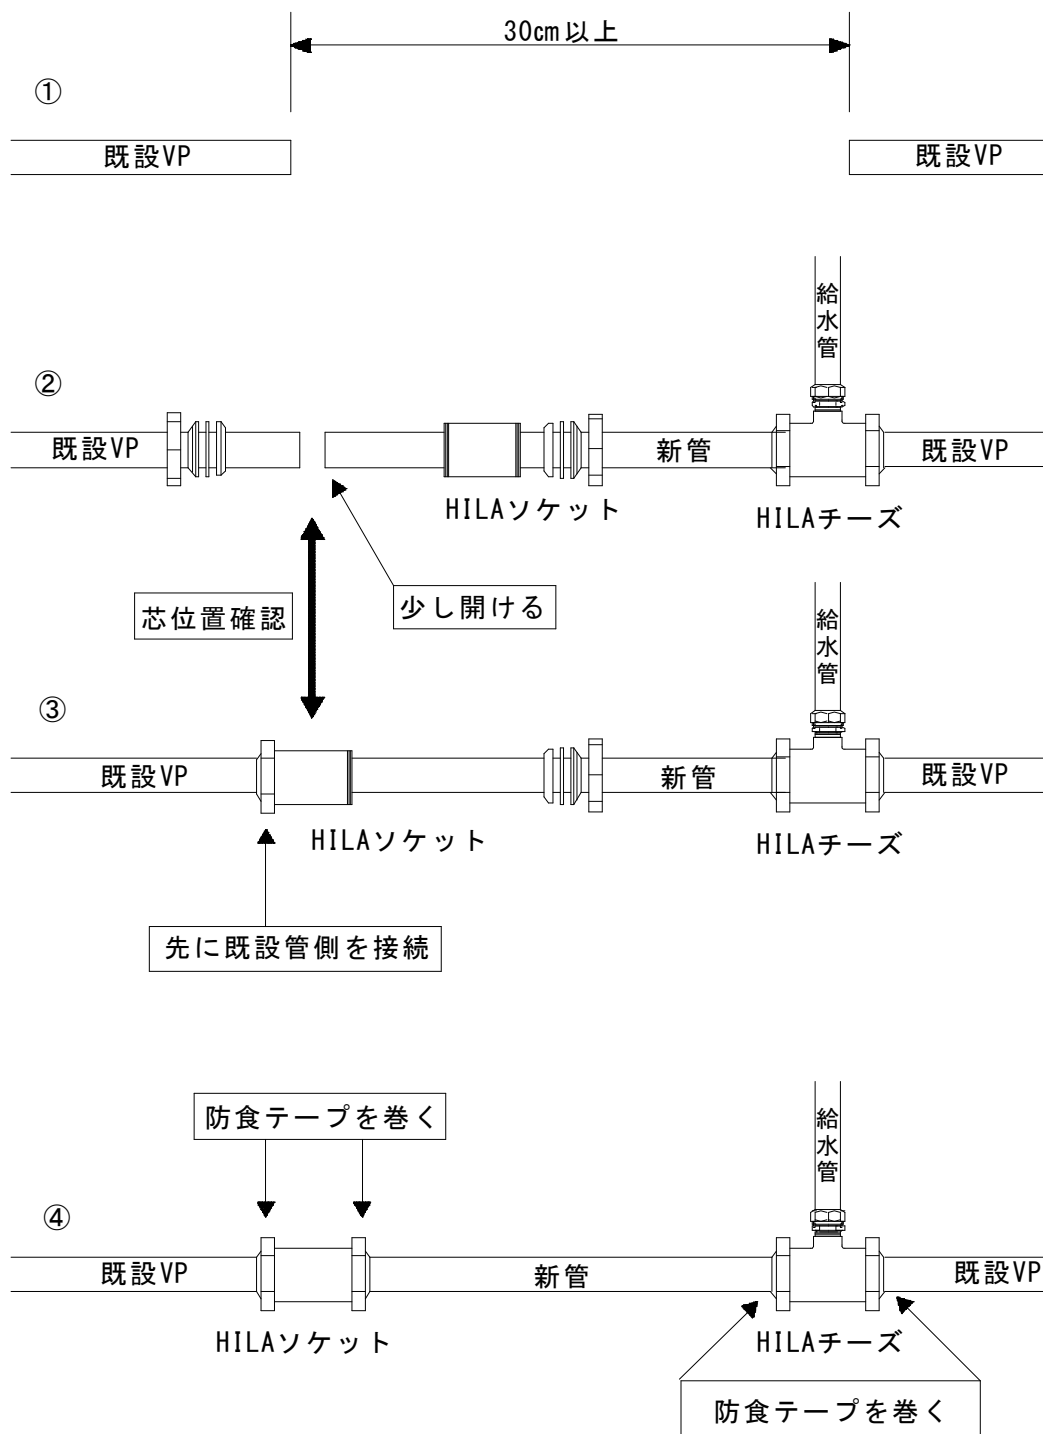 30㎝以上
①
既設VP
既設VP
給水管
②
既設VP
新管
既設VP
HILAソケット
HILAチーズ
芯位置確認
少し開ける
給水管
③
既設VP
新管
既設VP
HILAソケット
HILAチーズ
先に既設管側を接続
防食テープを巻く
給水管
④
既設VP
新管
既設VP
HILAソケット
HILAチーズ
防食テープを巻く